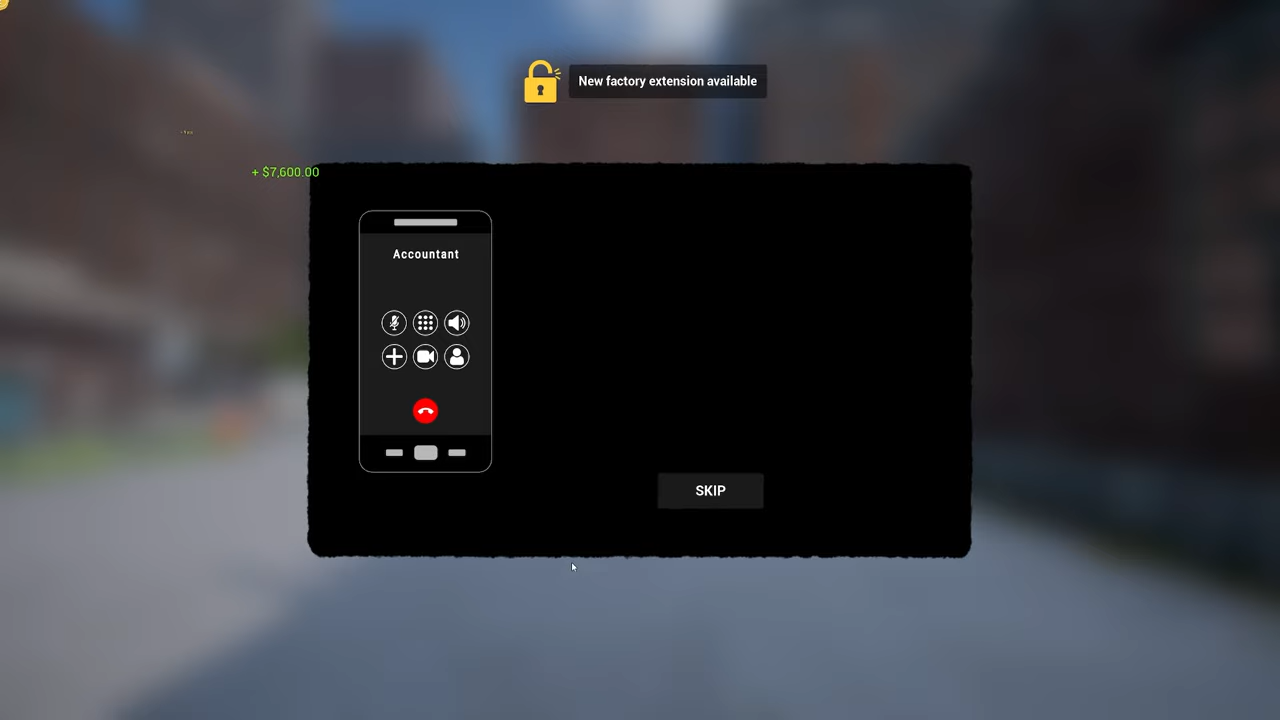 New factory extension available
+ $7,600.00
Accountant
SKIP